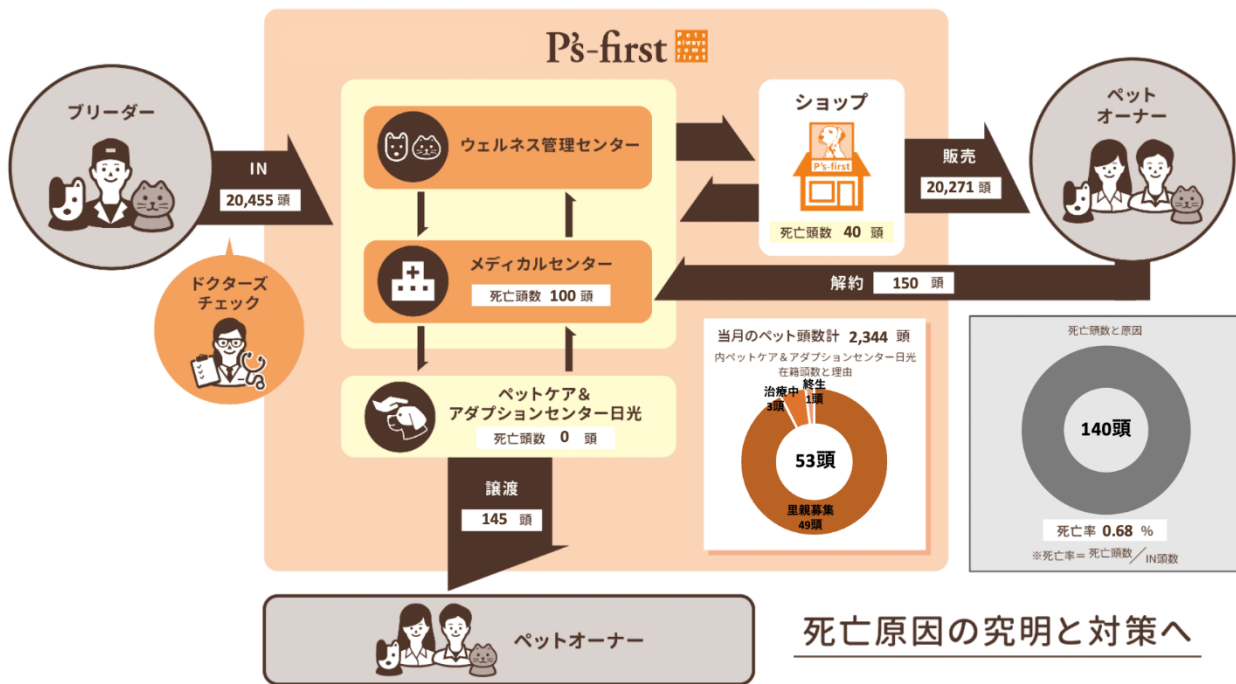 P's-first
Pets
always
come
first
ブリーダー
IN
20,455 頭
ドクターズ
チェック
ウェルネス管理センター
メディカルセンター
死亡頭数 100 頭
ペットケア＆
アダプションセンター日光
死亡頭数 0 頭
譲渡
145 頭
ショップ
P's-first
死亡頭数 40 頭
販売
20,271 頭
ペット
オーナー
解約 150 頭
当月のペット頭数計 2,344 頭
内ペットケア＆アダプションセンター日光
在籍頭数と理由
治療中
3頭
終生
1頭
53頭
里親募集
49頭
死亡頭数と原因
140頭
死亡率 0.68 %
※死亡率＝死亡頭数／IN頭数
ペットオーナー
死亡原因の究明と対策へ